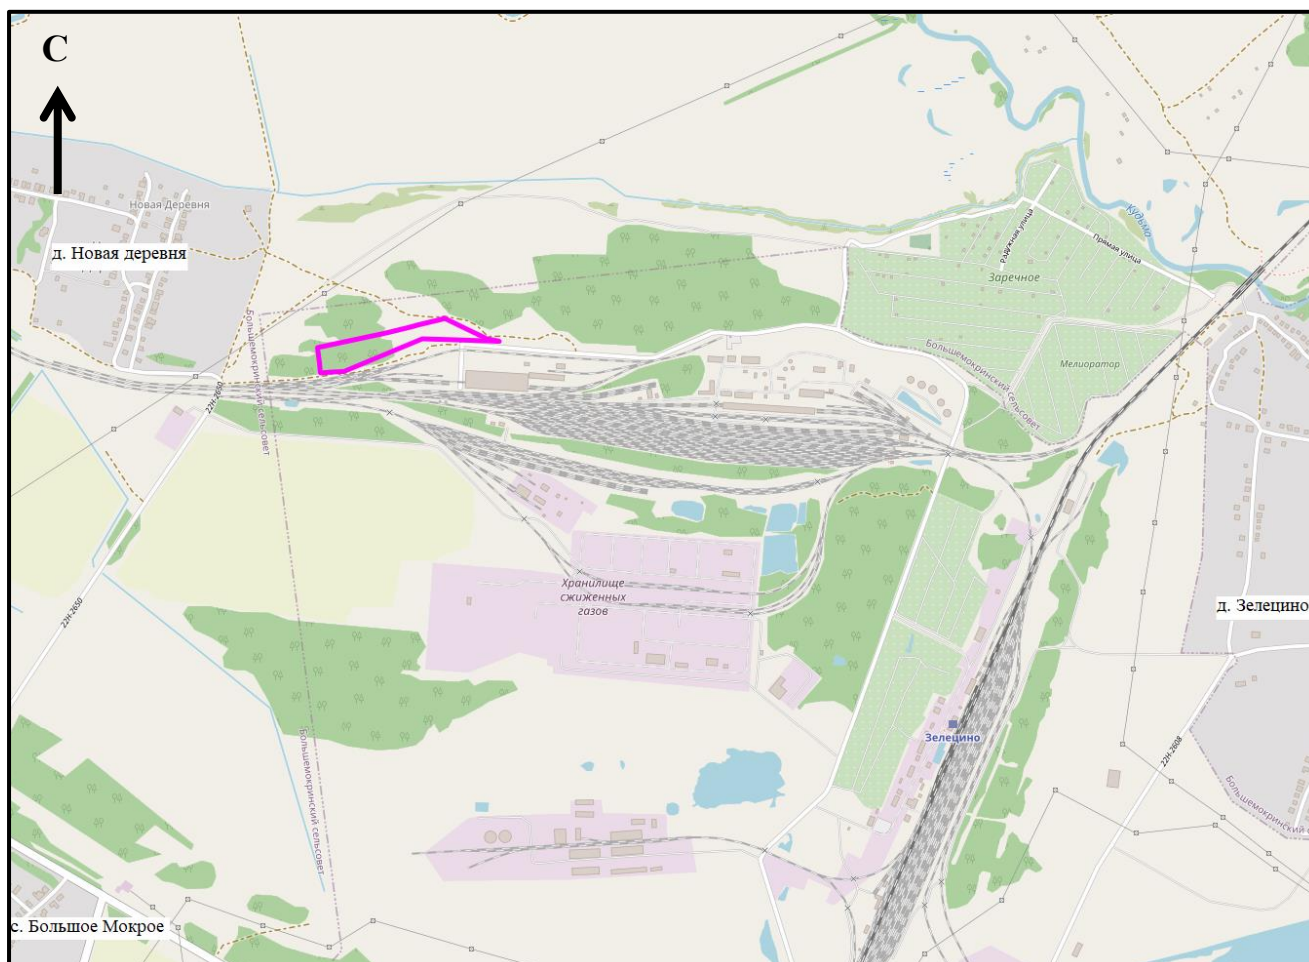 С
Новая Деревня
д. Новая деревня
Кудьма
Радужная улица
Прямая улица
Заречное
Большемокринский сельсовет
Большемокринский сельсовет
Мелиоратор
22Н-2650
Хранилище
сжиженных
газов
22Н-2650
д. Зелецино
Зелецино
22Н-2608
Большемокринский сельсовет
Большемокринский
с. Большое Мокрое